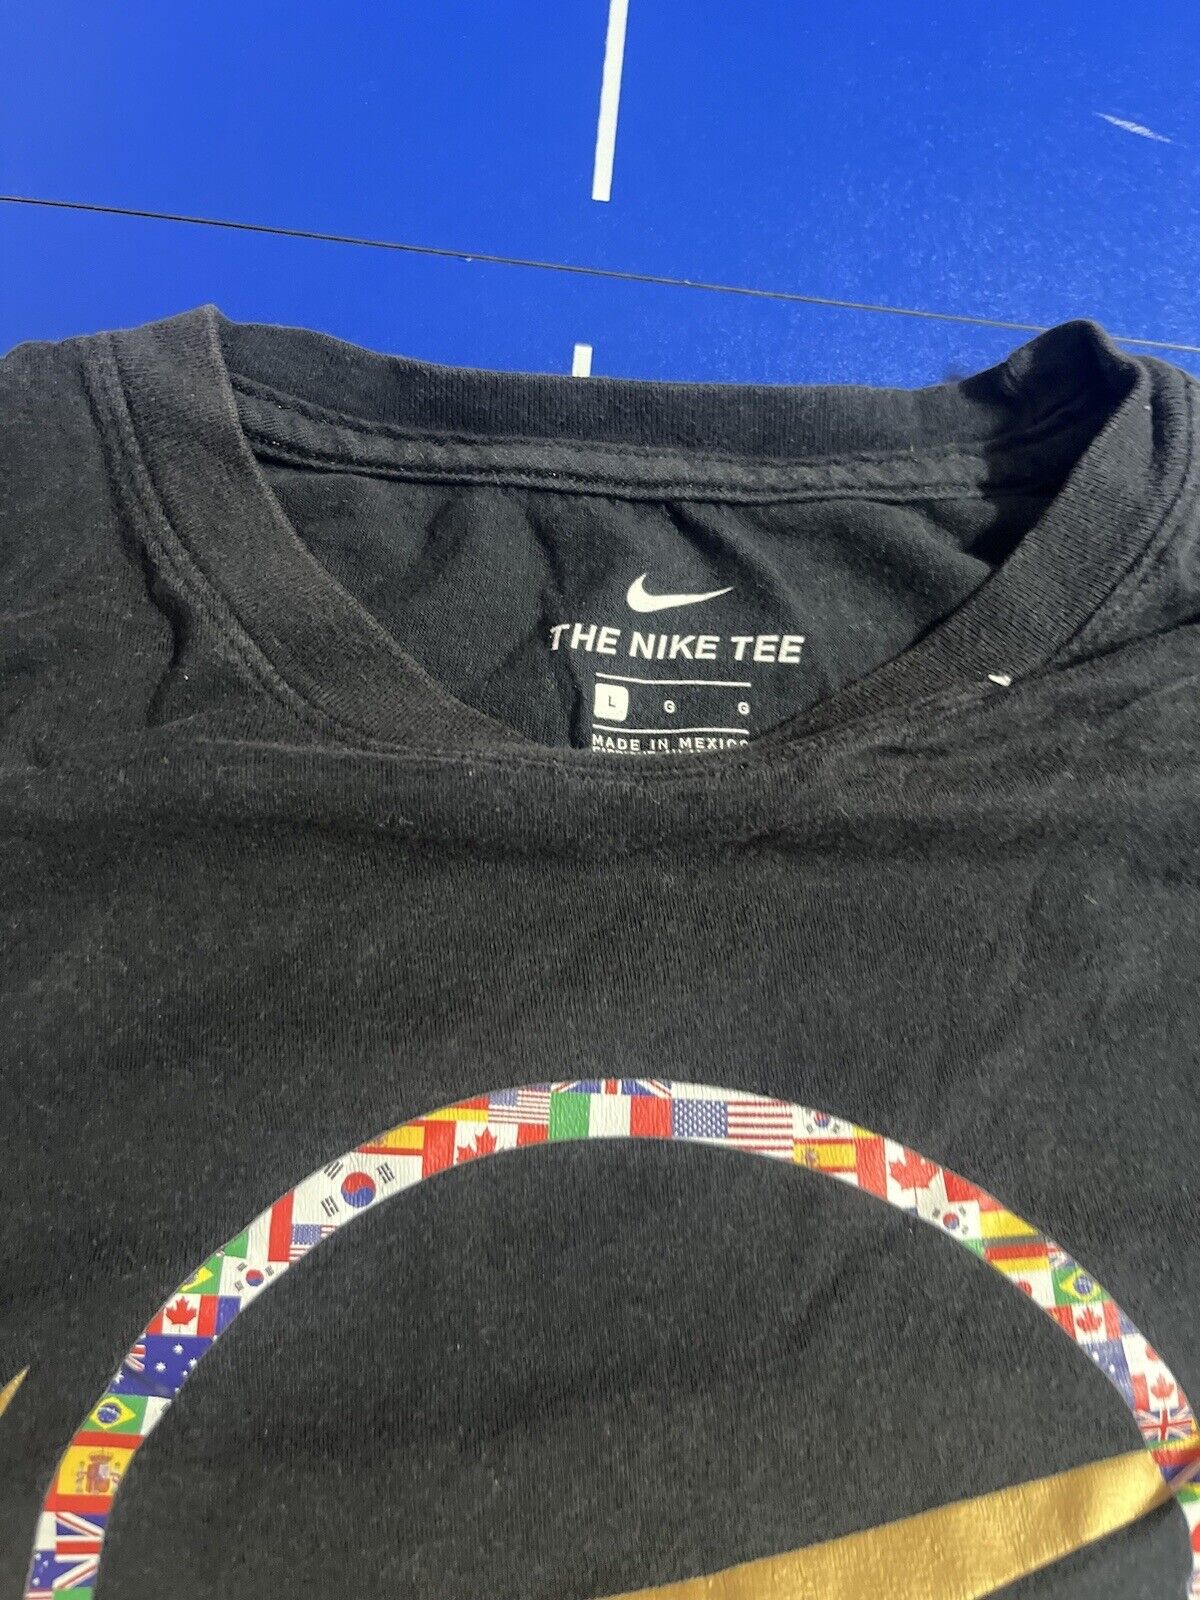 THE NIKE TEE
L G G
MADE IN MEXICO